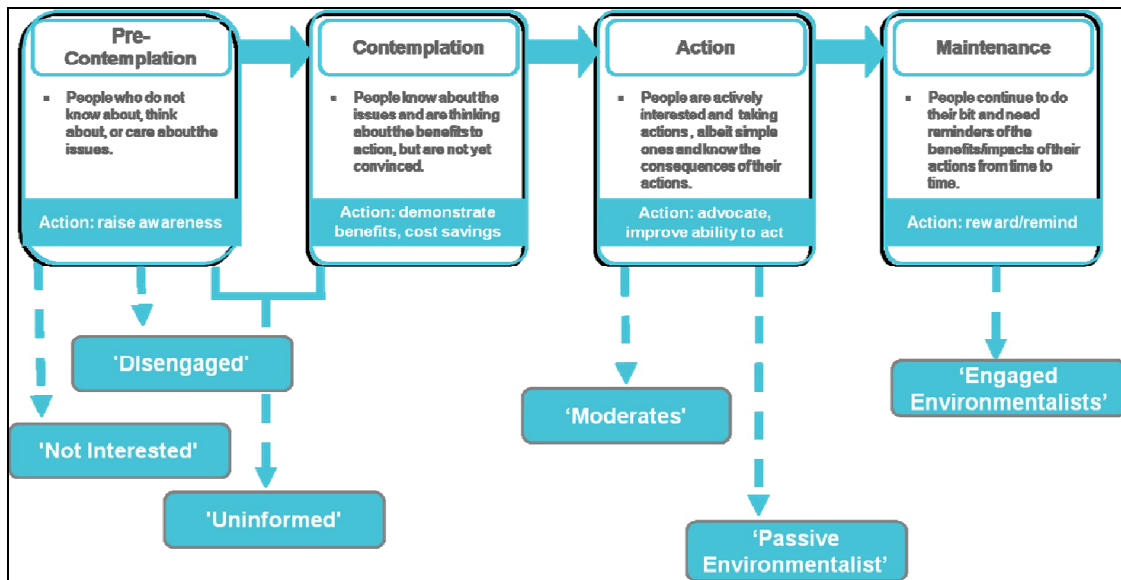 Pre-
Contemplation
▪ People who do not
know about, think
about, or care about the
issues.
Action: raise awareness
Contemplation
▪ People know about the
issues and are thinking
about the benefits to
action, but are not yet
convinced.
Action: demonstrate
benefits, cost savings
Action
▪ People are actively
interested and taking
actions , albeit simple
ones and know the
consequences of their
actions.
Action: advocate,
improve ability to act
Maintenance
▪ People continue to do
their bit and need
reminders of the
benefits/impacts of their
actions from time to
time.
Action: reward/remind
'Disengaged'
'Not Interested'
'Uninformed'
‘Moderates'
‘Passive
Environmentalist’
‘Engaged
Environmentalists’